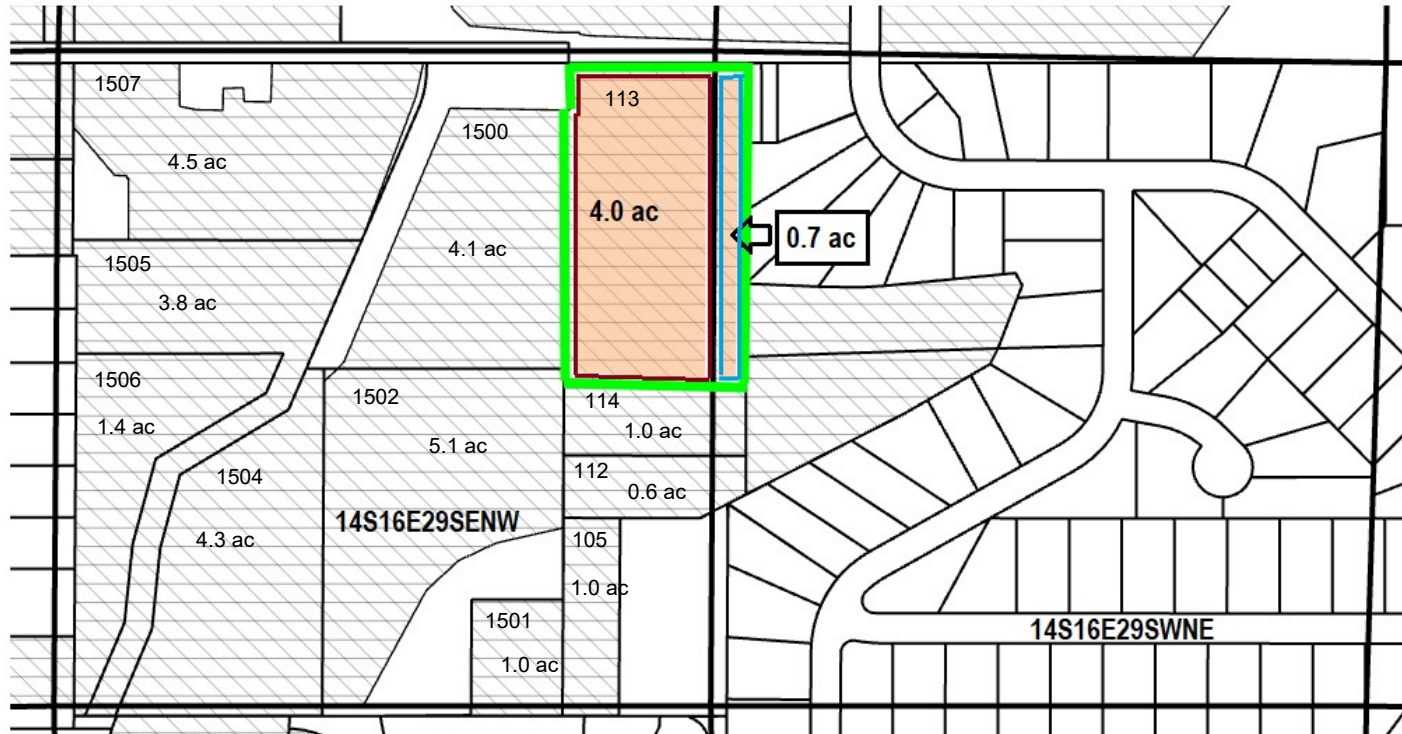 1507
113
1500
4.5 ac
4.0 ac
0.7 ac
4.1 ac
1505
3.8 ac
1506
1502
114
1.4 ac
1.0 ac
5.1 ac
112
1504
0.6 ac
14S16E29SENW
4.3 ac
105
1.0 ac
1501
14S16E29SWNE
1.0 ac